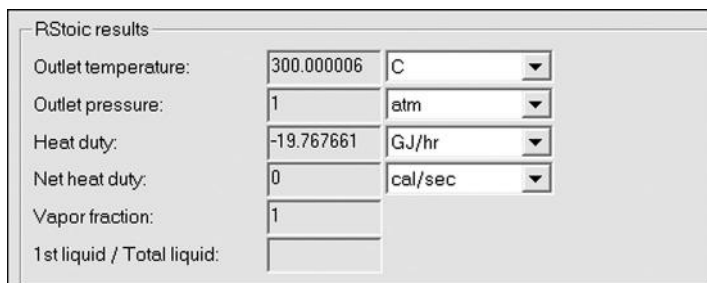 RStoic results
Outlet temperature: 300.000006 C
Outlet pressure: 1 atm
Heat duty: -19.767661 GJ/hr
Net heat duty: 0 cal/sec
Vapor fraction: 1
1st liquid / Total liquid: